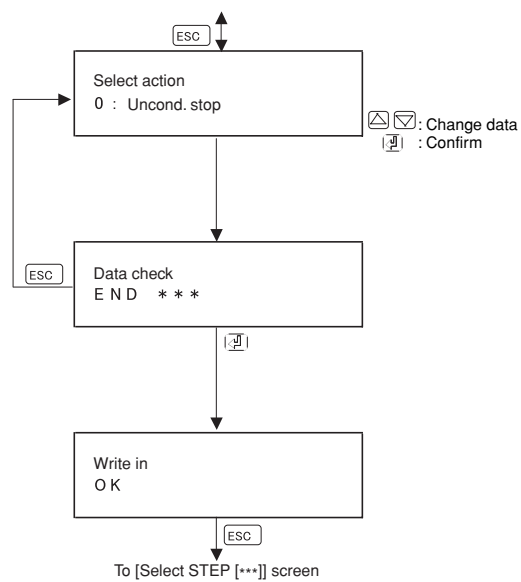 ESC
Select action
0 : Uncond. stop
: Change data
: Confirm
ESC
Data check
END ***
Write in
OK
ESC
To [Select STEP [***]] screen